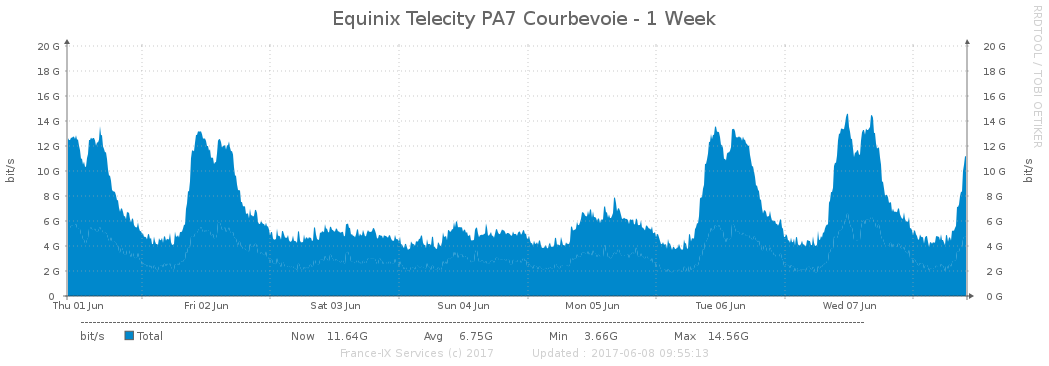 Equinix Telecity PA7 Courbevoie - 1 Week
RRDTOOL / TOBI OETIKER
20 G 20 G
18 G 18 G
16 G 16 G
14 G 14 G
12 G 12 G
10 G 10 G
8 G 8 G
6 G 6 G
4 G 4 G
2 G 2 G
0 0 G
bit/s
bit/s
Thu 01 Jun Fri 02 Jun Sat 03 Jun Sun 04 Jun Mon 05 Jun Tue 06 Jun Wed 07 Jun
bit/s Total Now 11.64G Avg 6.75G Min 3.66G Max 14.56G
France-IX Services (c) 2017 Updated : 2017-06-08 09:55:13